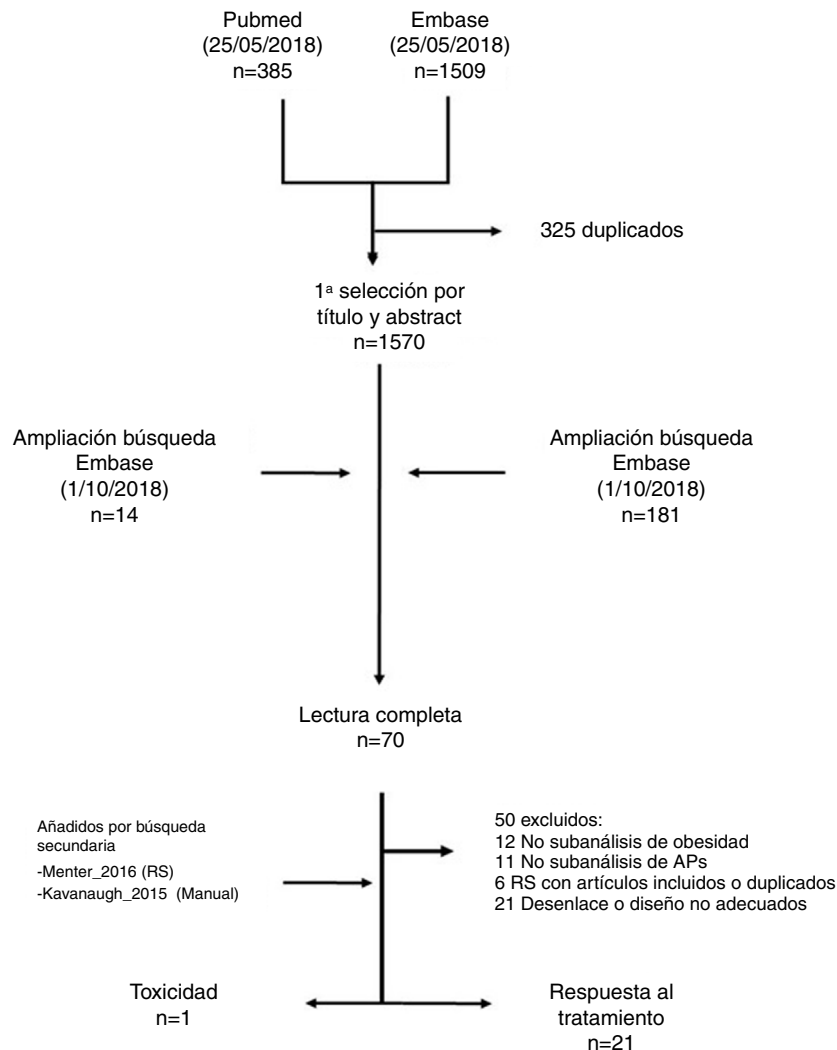 Pubmed
(25/05/2018)
n=385
Embase
(25/05/2018)
n=1509
325 duplicados
1ª selección por
título y abstract
n=1570
Ampliación búsqueda
Embase
(1/10/2018)
n=14
Ampliación búsqueda
Embase
(1/10/2018)
n=181
Lectura completa
n=70
Añadidos por búsqueda
secundaria
-Menter_2016 (RS)
-Kavanaugh_2015 (Manual)
50 excluidos:
12 No subanálisis de obesidad
11 No subanálisis de APs
6 RS con artículos incluidos o duplicados
21 Desenlace o diseño no adecuados
Toxicidad
n=1
Respuesta al
tratamiento
n=21